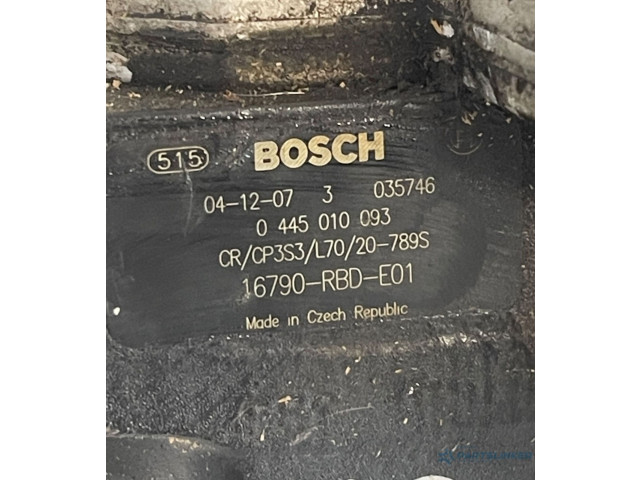 515 BOSCH
04-12-07 3 035746
0 445 010 093
CR/CP3S3/L70/20-789S
16790-RBD-E01
Made in Czech Republic